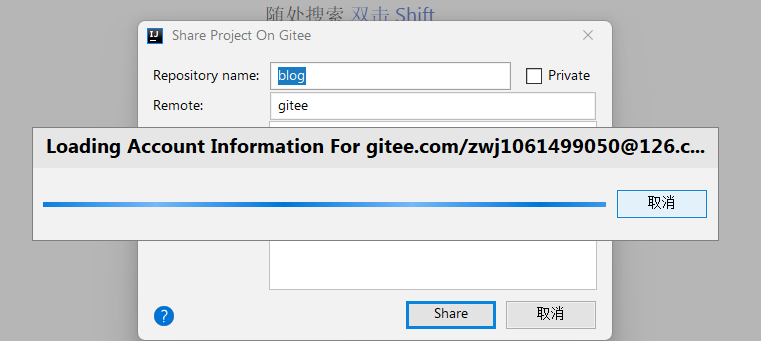 随处搜索 双击 Shift
Share Project On Gitee
Repository name: blog Private
Remote: gitee
Loading Account Information For gitee.com/zwj1061499050@126.c...
取消
? Share 取消